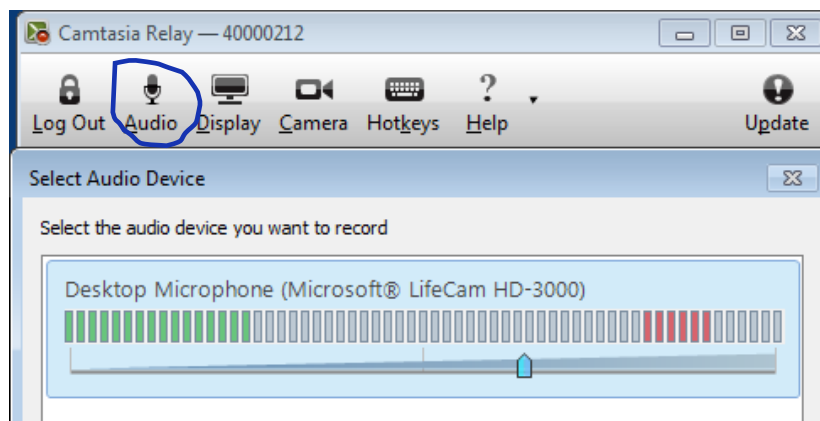 Camtasia Relay — 40000212
Log Out Audio Display Camera Hotkeys Help Update
Select Audio Device
Select the audio device you want to record
Desktop Microphone (Microsoft® LifeCam HD-3000)